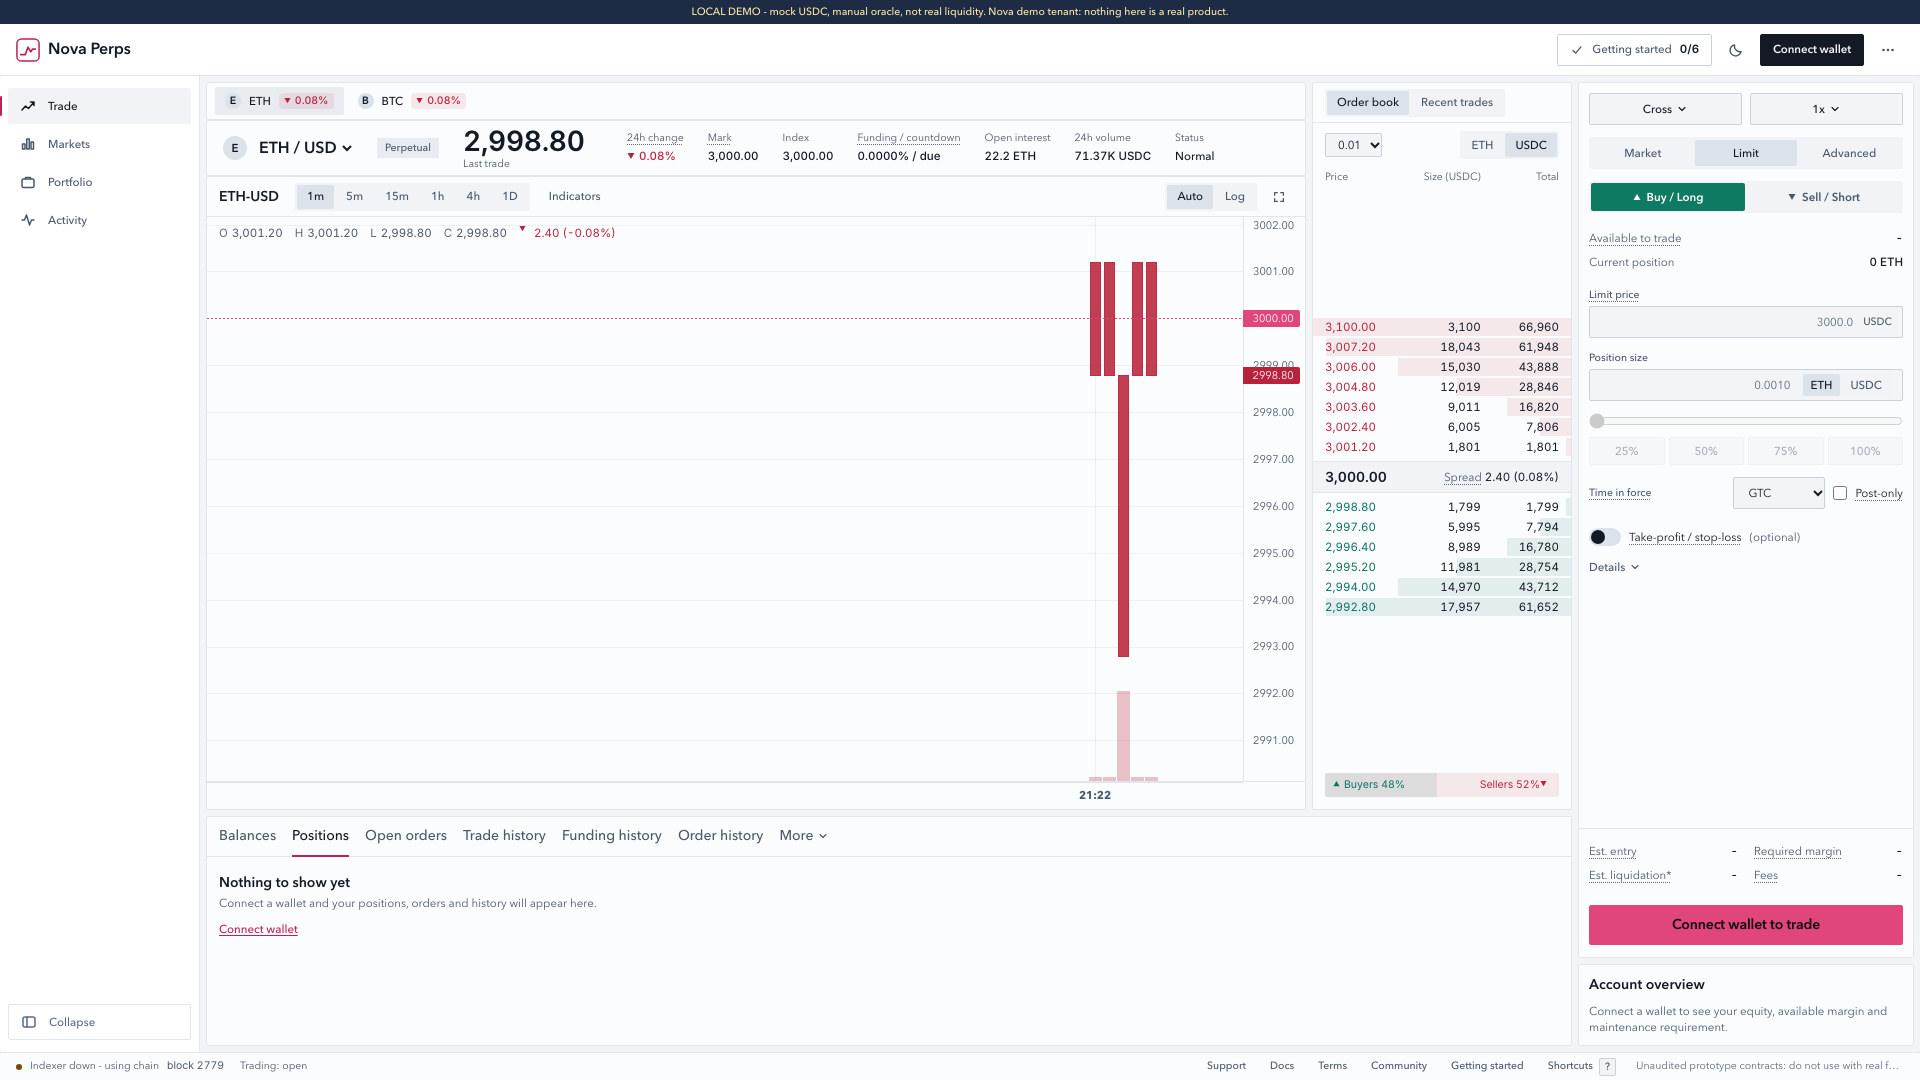 LOCAL DEMO - mock USDC, manual oracle, not real liquidity. Nova demo tenant: nothing here is a real product.
Nova Perps
Getting started 0/6
Connect wallet
Trade
Markets
Portfolio
Activity
Collapse
E ETH 0.08% B BTC 0.08%
E ETH / USD Perpetual
2,998.80
Last trade
24h change
0.08%
Mark
3,000.00
Index
3,000.00
Funding / countdown
0.0000% / due
Open interest
22.2 ETH
24h volume
71.37K USDC
Status
Normal
ETH-USD 1m 5m 15m 1h 4h 1D Indicators Auto Log
O 3,001.20 H 3,001.20 L 2,998.80 C 2,998.80 2.40 (-0.08%)
3002.00
3001.00
3000.00
2999.00
2998.80
2998.00
2997.00
2996.00
2995.00
2994.00
2993.00
2992.00
2991.00
21:22
Order book Recent trades
0.01 ETH USDC
Price Size (USDC) Total
3,100.00 3,100 66,960
3,007.20 18,043 61,948
3,006.00 15,030 43,888
3,004.80 12,019 28,846
3,003.60 9,011 16,820
3,002.40 6,005 7,806
3,001.20 1,801 1,801
3,000.00 Spread 2.40 (0.08%)
2,998.80 1,799 1,799
2,997.60 5,995 7,794
2,996.40 8,989 16,780
2,995.20 11,981 28,754
2,994.00 14,970 43,712
2,992.80 17,957 61,652
Buyers 48% Sellers 52%
Cross 1x
Market Limit Advanced
Buy / Long Sell / Short
Available to trade -
Current position 0 ETH
Limit price
3000.0 USDC
Position size
0.0010 ETH USDC
25% 50% 75% 100%
Time in force GTC Post-only
Take-profit / stop-loss (optional)
Details
Est. entry - Required margin -
Est. liquidation* - Fees -
Connect wallet to trade
Account overview
Connect a wallet to see your equity, available margin and
maintenance requirement.
Balances Positions Open orders Trade history Funding history Order history More
Nothing to show yet
Connect a wallet and your positions, orders and history will appear here.
Connect wallet
Indexer down - using chain block 2779 Trading: open
Support Docs Terms Community Getting started Shortcuts ? Unaudited prototype contracts: do not use with real f...